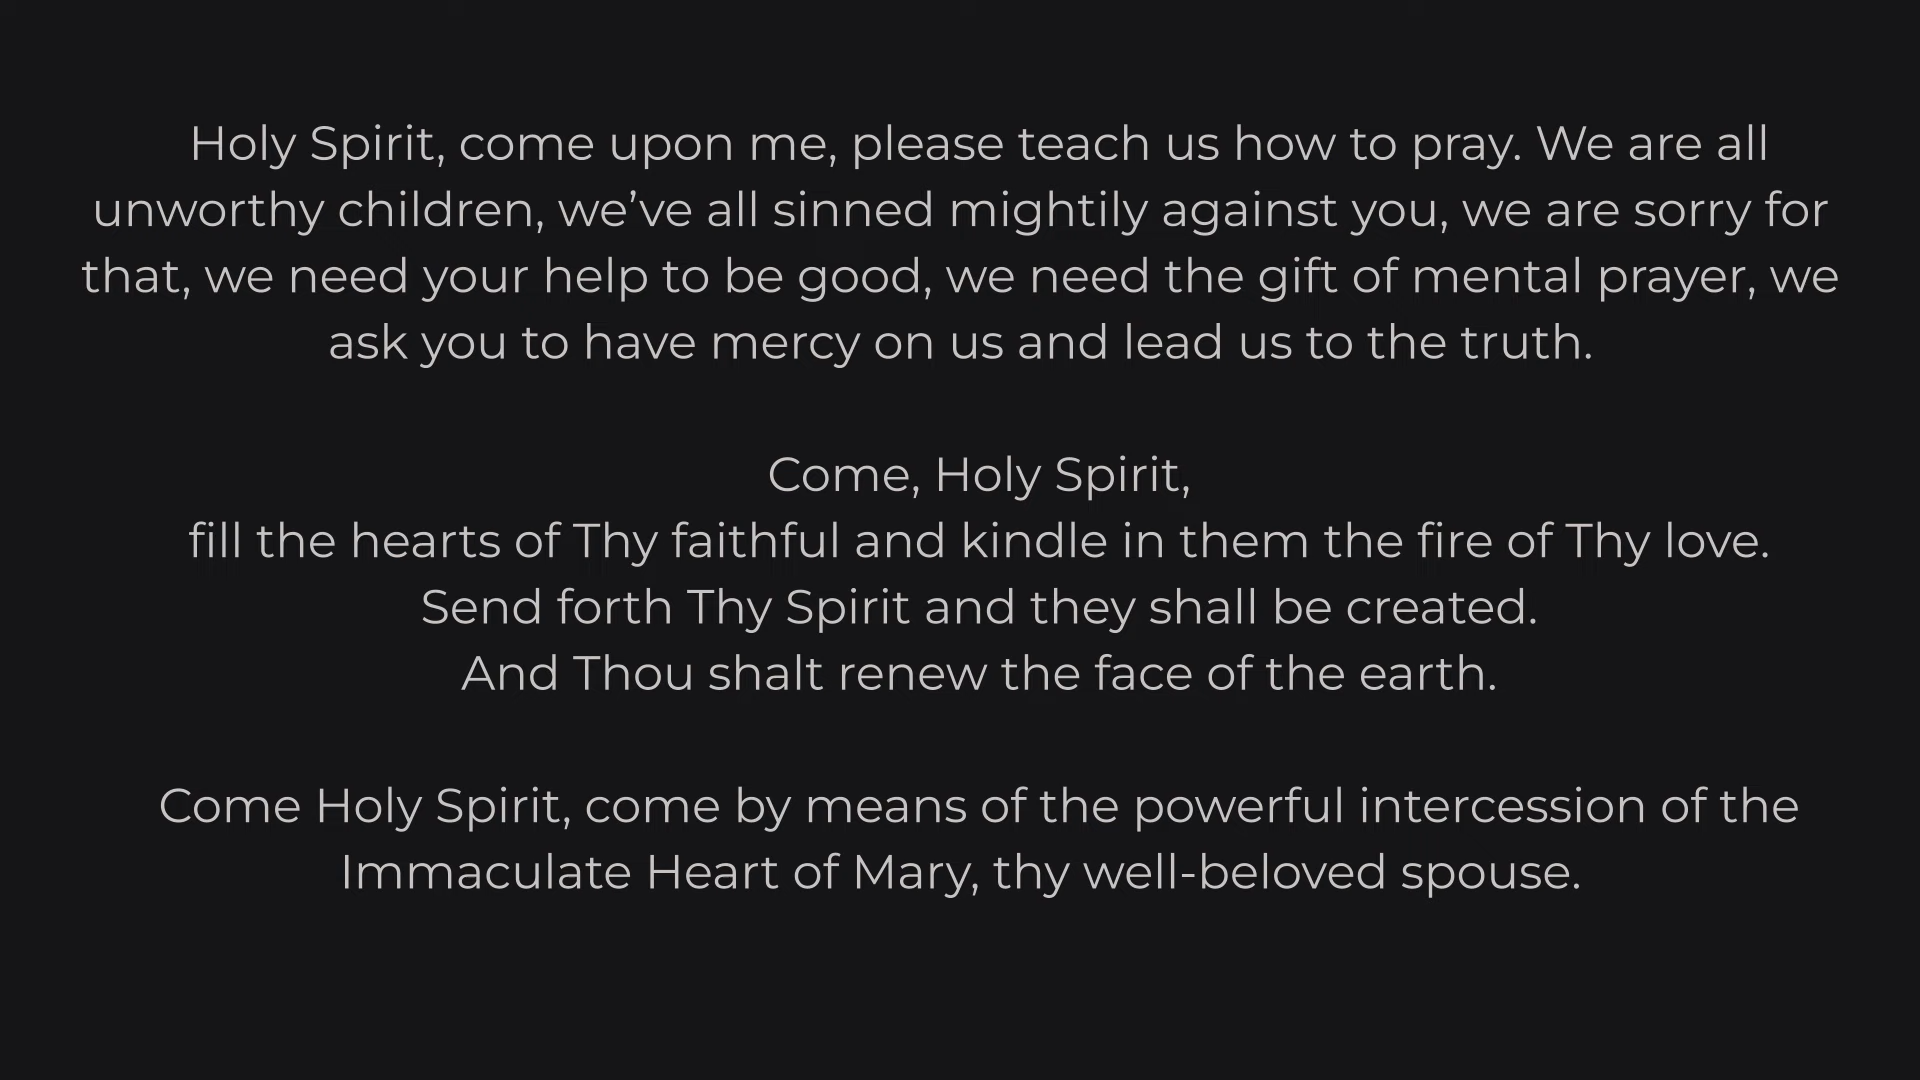 Holy Spirit, come upon me, please teach us how to pray. We are all
unworthy children, we’ve all sinned mightily against you, we are sorry for
that, we need your help to be good, we need the gift of mental prayer, we
ask you to have mercy on us and lead us to the truth.
Come, Holy Spirit,
fill the hearts of Thy faithful and kindle in them the fire of Thy love.
Send forth Thy Spirit and they shall be created.
And Thou shalt renew the face of the earth.
Come Holy Spirit, come by means of the powerful intercession of the
Immaculate Heart of Mary, thy well-beloved spouse.